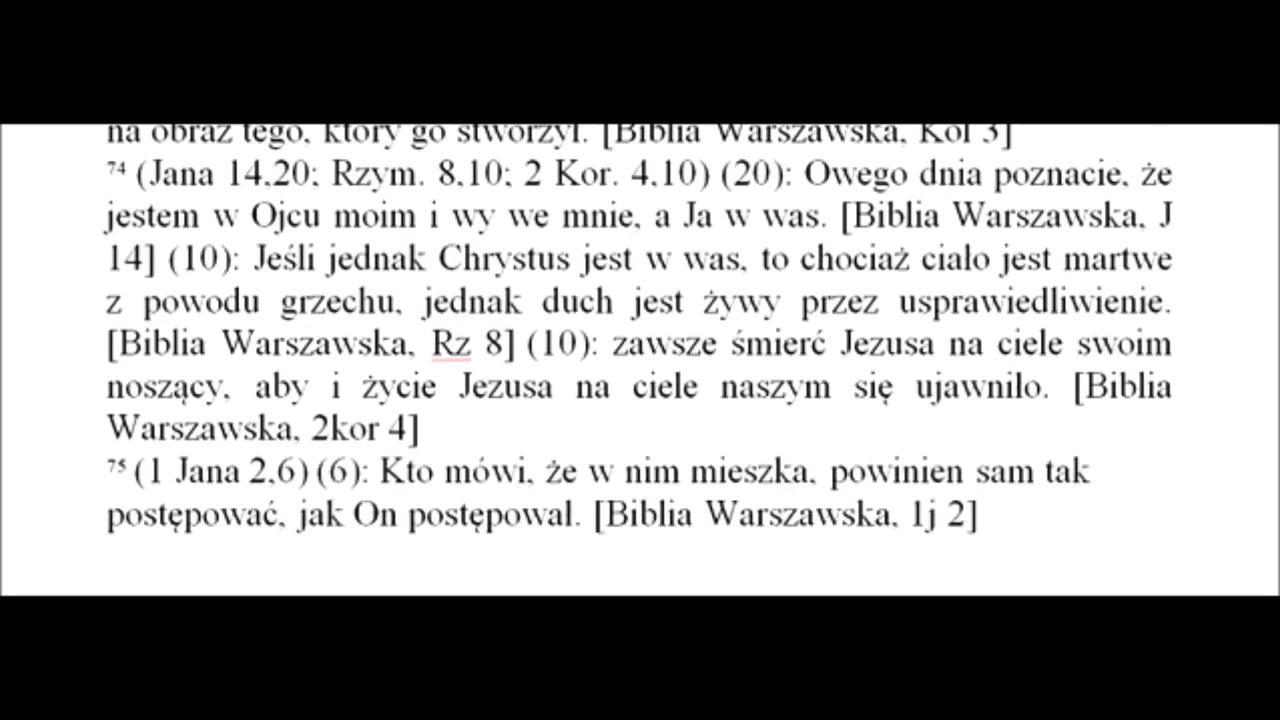 na obraz tego, który go stworzył. [Biblia Warszawska, Kol 3]
⁷⁴ (Jana 14,20; Rzym. 8,10; 2 Kor. 4,10) (20): Owego dnia poznacie, że
jestem w Ojcu moim i wy we mnie, a Ja w was. [Biblia Warszawska, J
14] (10): Jeśli jednak Chrystus jest w was, to chociaż ciało jest martwe
z powodu grzechu, jednak duch jest żywy przez usprawiedliwienie.
[Biblia Warszawska, Rz 8] (10): zawsze śmierć Jezusa na ciele swoim
noszący, aby i życie Jezusa na ciele naszym się ujawniło. [Biblia
Warszawska, 2kor 4]
⁷⁵ (1 Jana 2,6) (6): Kto mówi, że w nim mieszka, powinien sam tak
postępować, jak On postępował. [Biblia Warszawska, 1j 2]